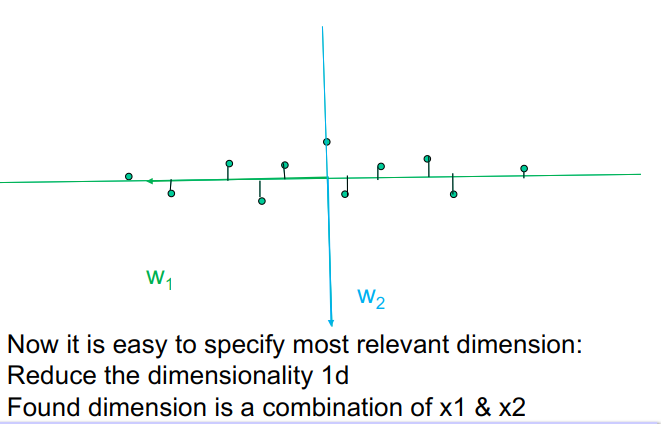 W1
W2
Now it is easy to specify most relevant dimension:
Reduce the dimensionality 1d
Found dimension is a combination of x1 & x2